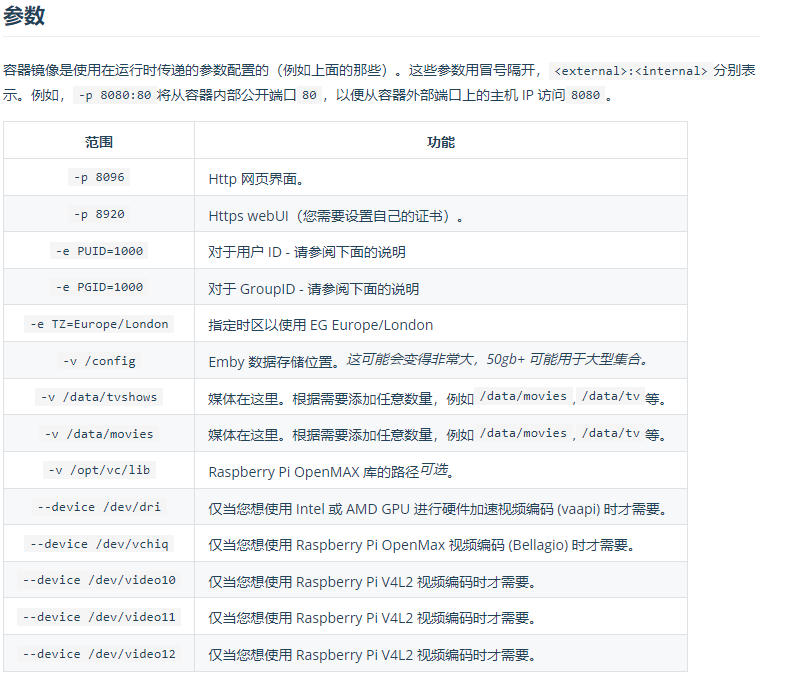 参数
容器镜像是使用在运行时传递的参数配置的（例如上面的那些）。这些参数用冒号隔开， <external>:<internal> 分别表
示。例如， -p 8080:80 将从容器内部公开端口 80 ，以便从容器外部端口上的主机 IP 访问 8080 。
范围 功能
-p 8096 Http 网页界面。
-p 8920 Https webUI（您需要设置自己的证书）。
-e PUID=1000 对于用户 ID - 请参阅下面的说明
-e PGID=1000 对于 GroupID - 请参阅下面的说明
-e TZ=Europe/London 指定时区以使用 EG Europe/London
-v /config Emby 数据存储位置。这可能会变得非常大，50gb+ 可能用于大型集合。
-v /data/tvshows 媒体在这里。根据需要添加任意数量，例如 /data/movies , /data/tv 等。
-v /data/movies 媒体在这里。根据需要添加任意数量，例如 /data/movies , /data/tv 等。
-v /opt/vc/lib Raspberry Pi OpenMAX 库的路径可选。
--device /dev/dri 仅当您想使用 Intel 或 AMD GPU 进行硬件加速视频编码 (vaapi) 时才需要。
--device /dev/vchiq 仅当您想使用 Raspberry Pi OpenMax 视频编码 (Bellagio) 时才需要。
--device /dev/video10 仅当您想使用 Raspberry Pi V4L2 视频编码时才需要。
--device /dev/video11 仅当您想使用 Raspberry Pi V4L2 视频编码时才需要。
--device /dev/video12 仅当您想使用 Raspberry Pi V4L2 视频编码时才需要。